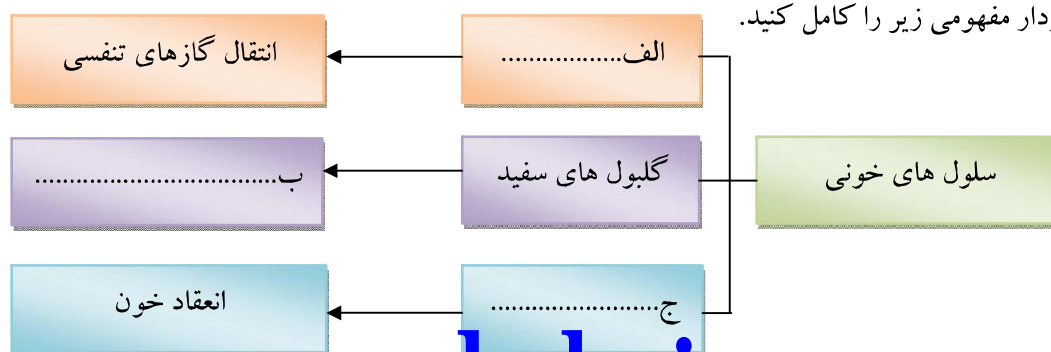 دار مفهومی زیر را کامل کنید.
سلول های خونی
الف..................
انتقال گازهای تنفسی
گلبول های سفید
ب..................................
ج........................
انعقاد خون